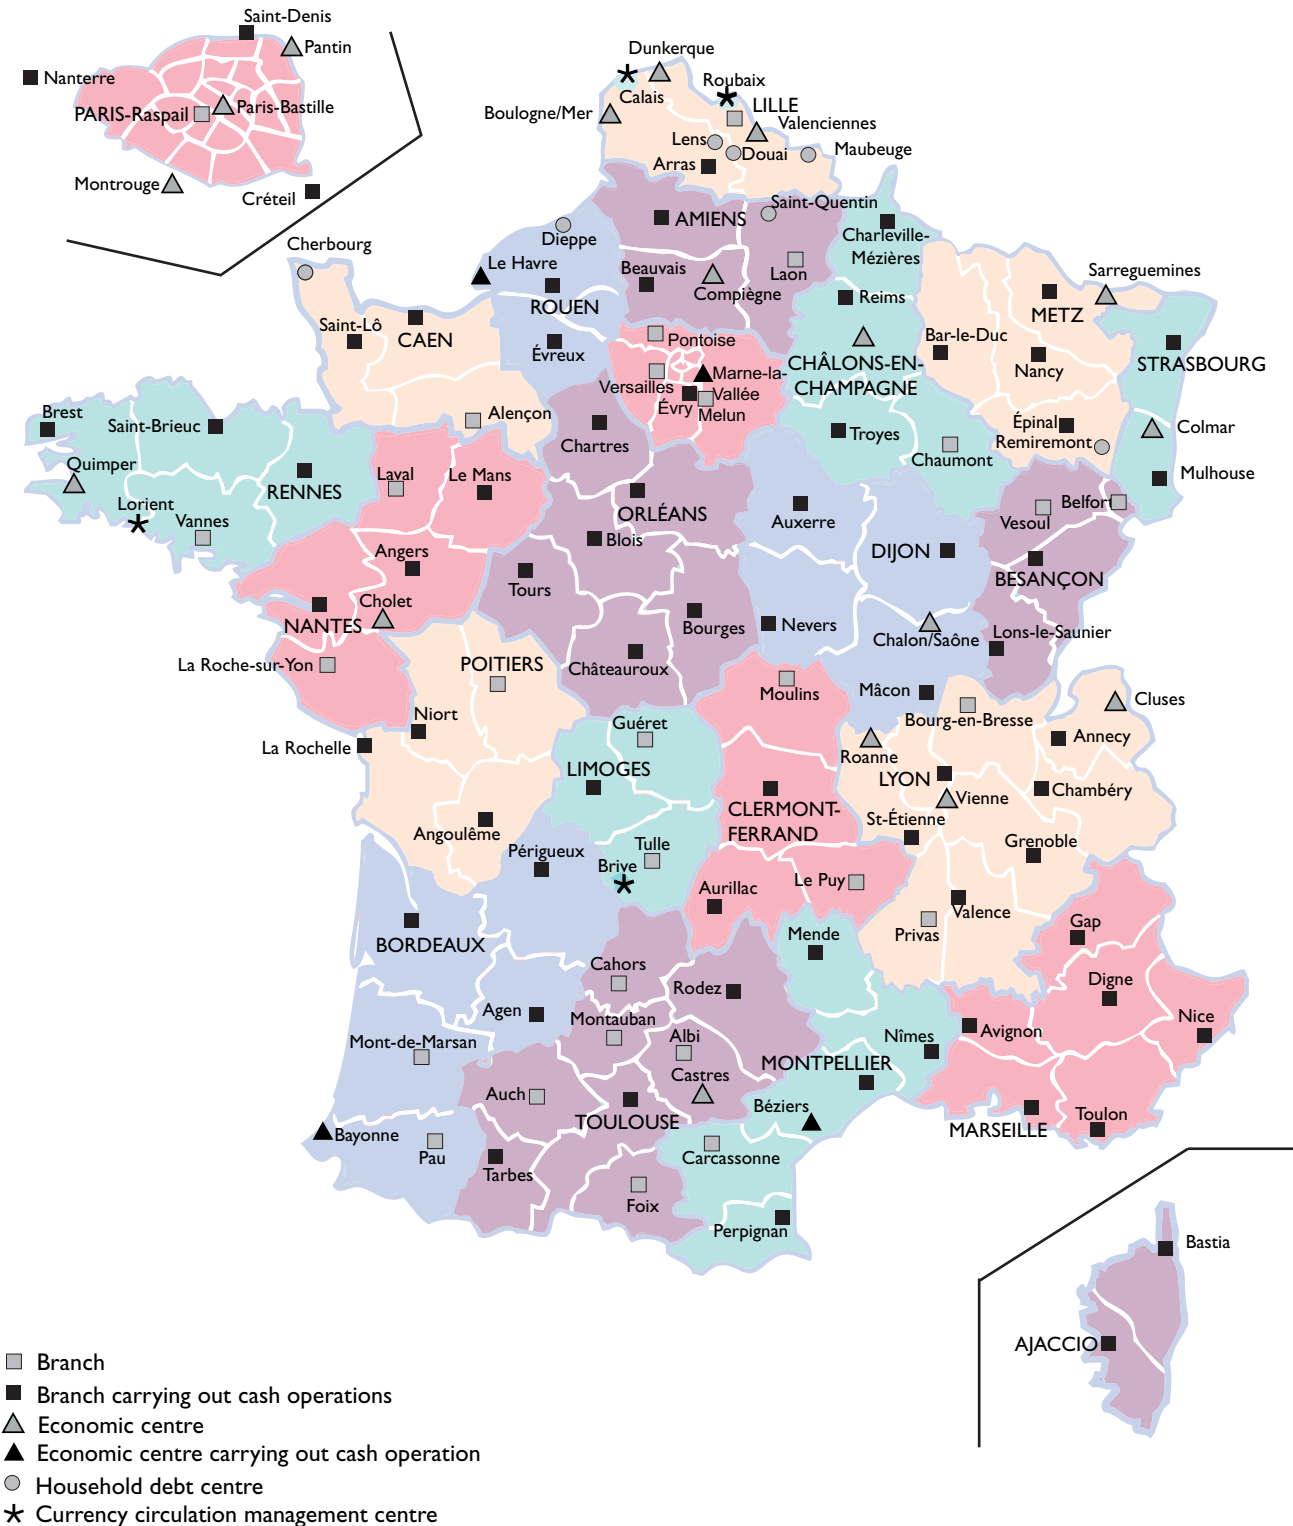 Saint-Denis
Pantin
Nanterre
PARIS-Raspail
Paris-Bastille
Montrouge
Créteil
Dunkerque
Roubaix
Calais
LILLE
Boulogne/Mer
Valenciennes
Lens
Douai
Maubeuge
Arras
Saint-Quentin
AMIENS
Charleville-
Mézières
Dieppe
Cherbourg
Le Havre
Beauvais
Laon
Compiègne
Sarreguemines
Reims
ROUEN
METZ
Saint-Lô
CAEN
Pontoise
Bar-le-Duc
Évreux
CHÂLONS-EN-
CHAMPAGNE
STRASBOURG
Nancy
Marne-la-
Vallée
Versailles
Évry
Melun
Brest
Alençon
Saint-Brieuc
Chartres
Troyes
Épinal
Remiremont
Colmar
Chaumont
Quimper
Laval
Le Mans
Mulhouse
RENNES
Lorient
Vannes
ORLÉANS
Auxerre
Vesoul
Belfort
Blois
Angers
DIJON
BESANÇON
Tours
Cholet
NANTES
Bourges
Nevers
Chalon/Saône
Lons-le-Saunier
La Roche-sur-Yon
POITIERS
Châteauroux
Moulins
Mâcon
Cluses
Niort
Guéret
Bourg-en-Bresse
Annecy
La Rochelle
Roanne
LIMOGES
LYON
Chambéry
Vienne
CLERMONT-
FERRAND
St-Étienne
Angoulême
Grenoble
Périgueux
Tulle
Brive
Le Puy
Aurillac
Valence
Privas
Gap
BORDEAUX
Mende
Cahors
Rodez
Digne
Agen
Montauban
Nice
Avignon
Nîmes
Albi
Mont-de-Marsan
MONTPELLIER
Castres
Auch
Béziers
TOULOUSE
Toulon
MARSEILLE
Bayonne
Pau
Carcassonne
Tarbes
Foix
Perpignan
Bastia
AJACCIO
Branch
Branch carrying out cash operations
Economic centre
Economic centre carrying out cash operation
Household debt centre
Currency circulation management centre